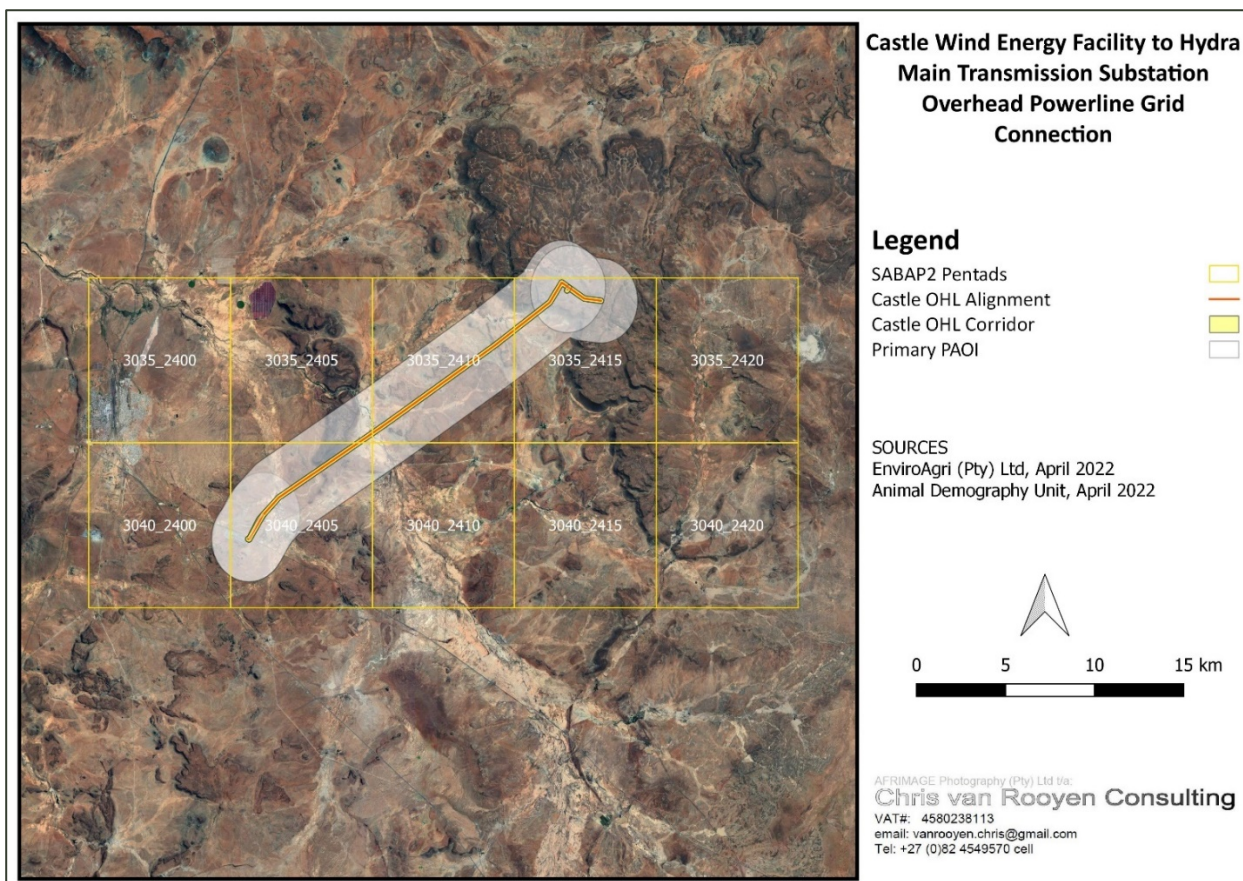 Castle Wind Energy Facility to Hydra
Main Transmission Substation
Overhead Powerline Grid
Connection
Legend
SABAP2 Pentads
Castle OHL Alignment
Castle OHL Corridor
Primary PAOI
SOURCES
EnviroAgri (Pty) Ltd, April 2022
Animal Demography Unit, April 2022
3035_2400 3035_2405 3035_2410 3035_2415 3035_2420
3040_2400 3040_2405 3040_2410 3040_2415 3040_2420
0 5 10 15 km
AFRIMAGE Photography (Pty) Ltd t/a:
Chris van Rooyen Consulting
VAT#: 4580238113
email: vanrooyen.chris@gmail.com
Tel: +27 (0)82 4549570 cell